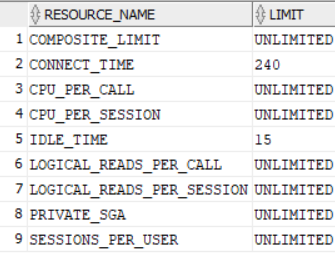 RESOURCE_NAME LIMIT
1 COMPOSITE_LIMIT UNLIMITED
2 CONNECT_TIME 240
3 CPU_PER_CALL UNLIMITED
4 CPU_PER_SESSION UNLIMITED
5 IDLE_TIME 15
6 LOGICAL_READS_PER_CALL UNLIMITED
7 LOGICAL_READS_PER_SESSION UNLIMITED
8 PRIVATE_SGA UNLIMITED
9 SESSIONS_PER_USER UNLIMITED